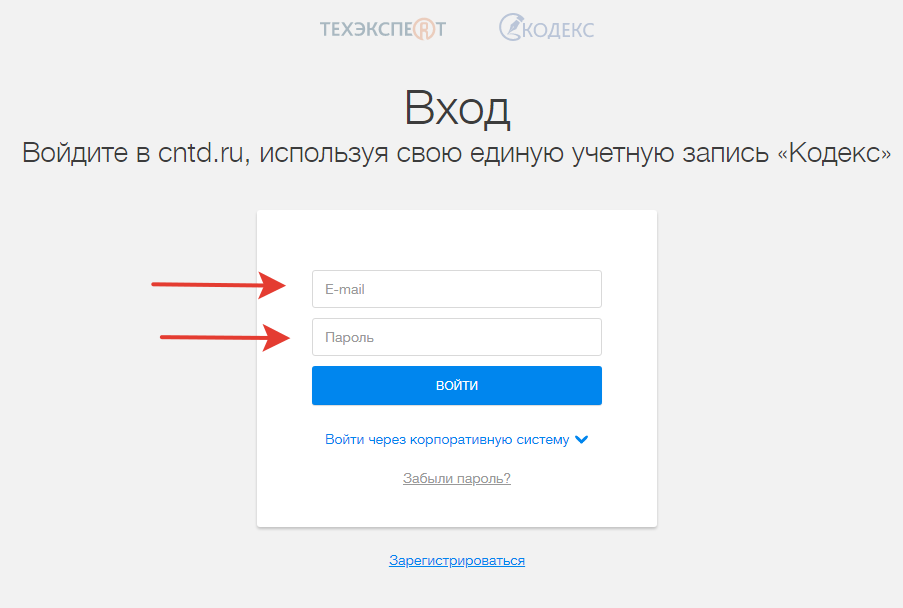 ТЕХЭКСПЕРТ КОДЕКС
Вход
Войдите в cntd.ru, используя свою единую учетную запись «Кодекс»
E-mail
Пароль
ВОЙТИ
Войти через корпоративную систему
Забыли пароль?
Зарегистрироваться